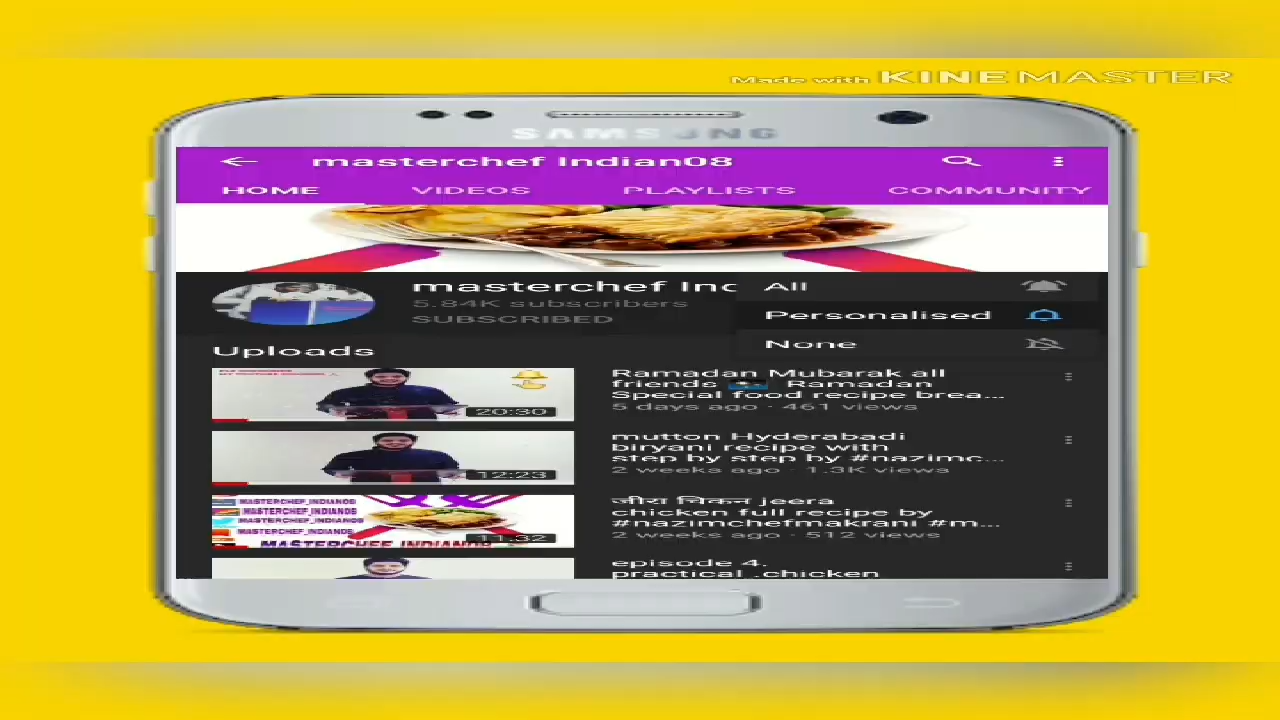 Made with KINEMASTER
SAMSUNG
masterchef Indian08
HOME VIDEOS PLAYLISTS COMMUNITY
masterchef Inc
5.84K subscribers
SUBSCRIBED
All
Personalised
None
Uploads
20:30
Ramadan Mubarak all
friends Ramadan
Special food recipe brea...
5 days ago · 461 views
12:23
mutton Hyderabadi
biryani recipe with
step by step by #nazimc...
2 weeks ago · 1.3K views
MASTERCHEF_INDIAN08
MASTERCHEF_INDIAN08
MASTERCHEF_INDIAN08
MASTERCHEF_INDIAN08
MASTERCHEF_INDIAN08
11:32
जीरा चिकन jeera
chicken full recipe by
#nazimchefmakrani #m...
2 weeks ago · 512 views
episode 4.
practical .chicken